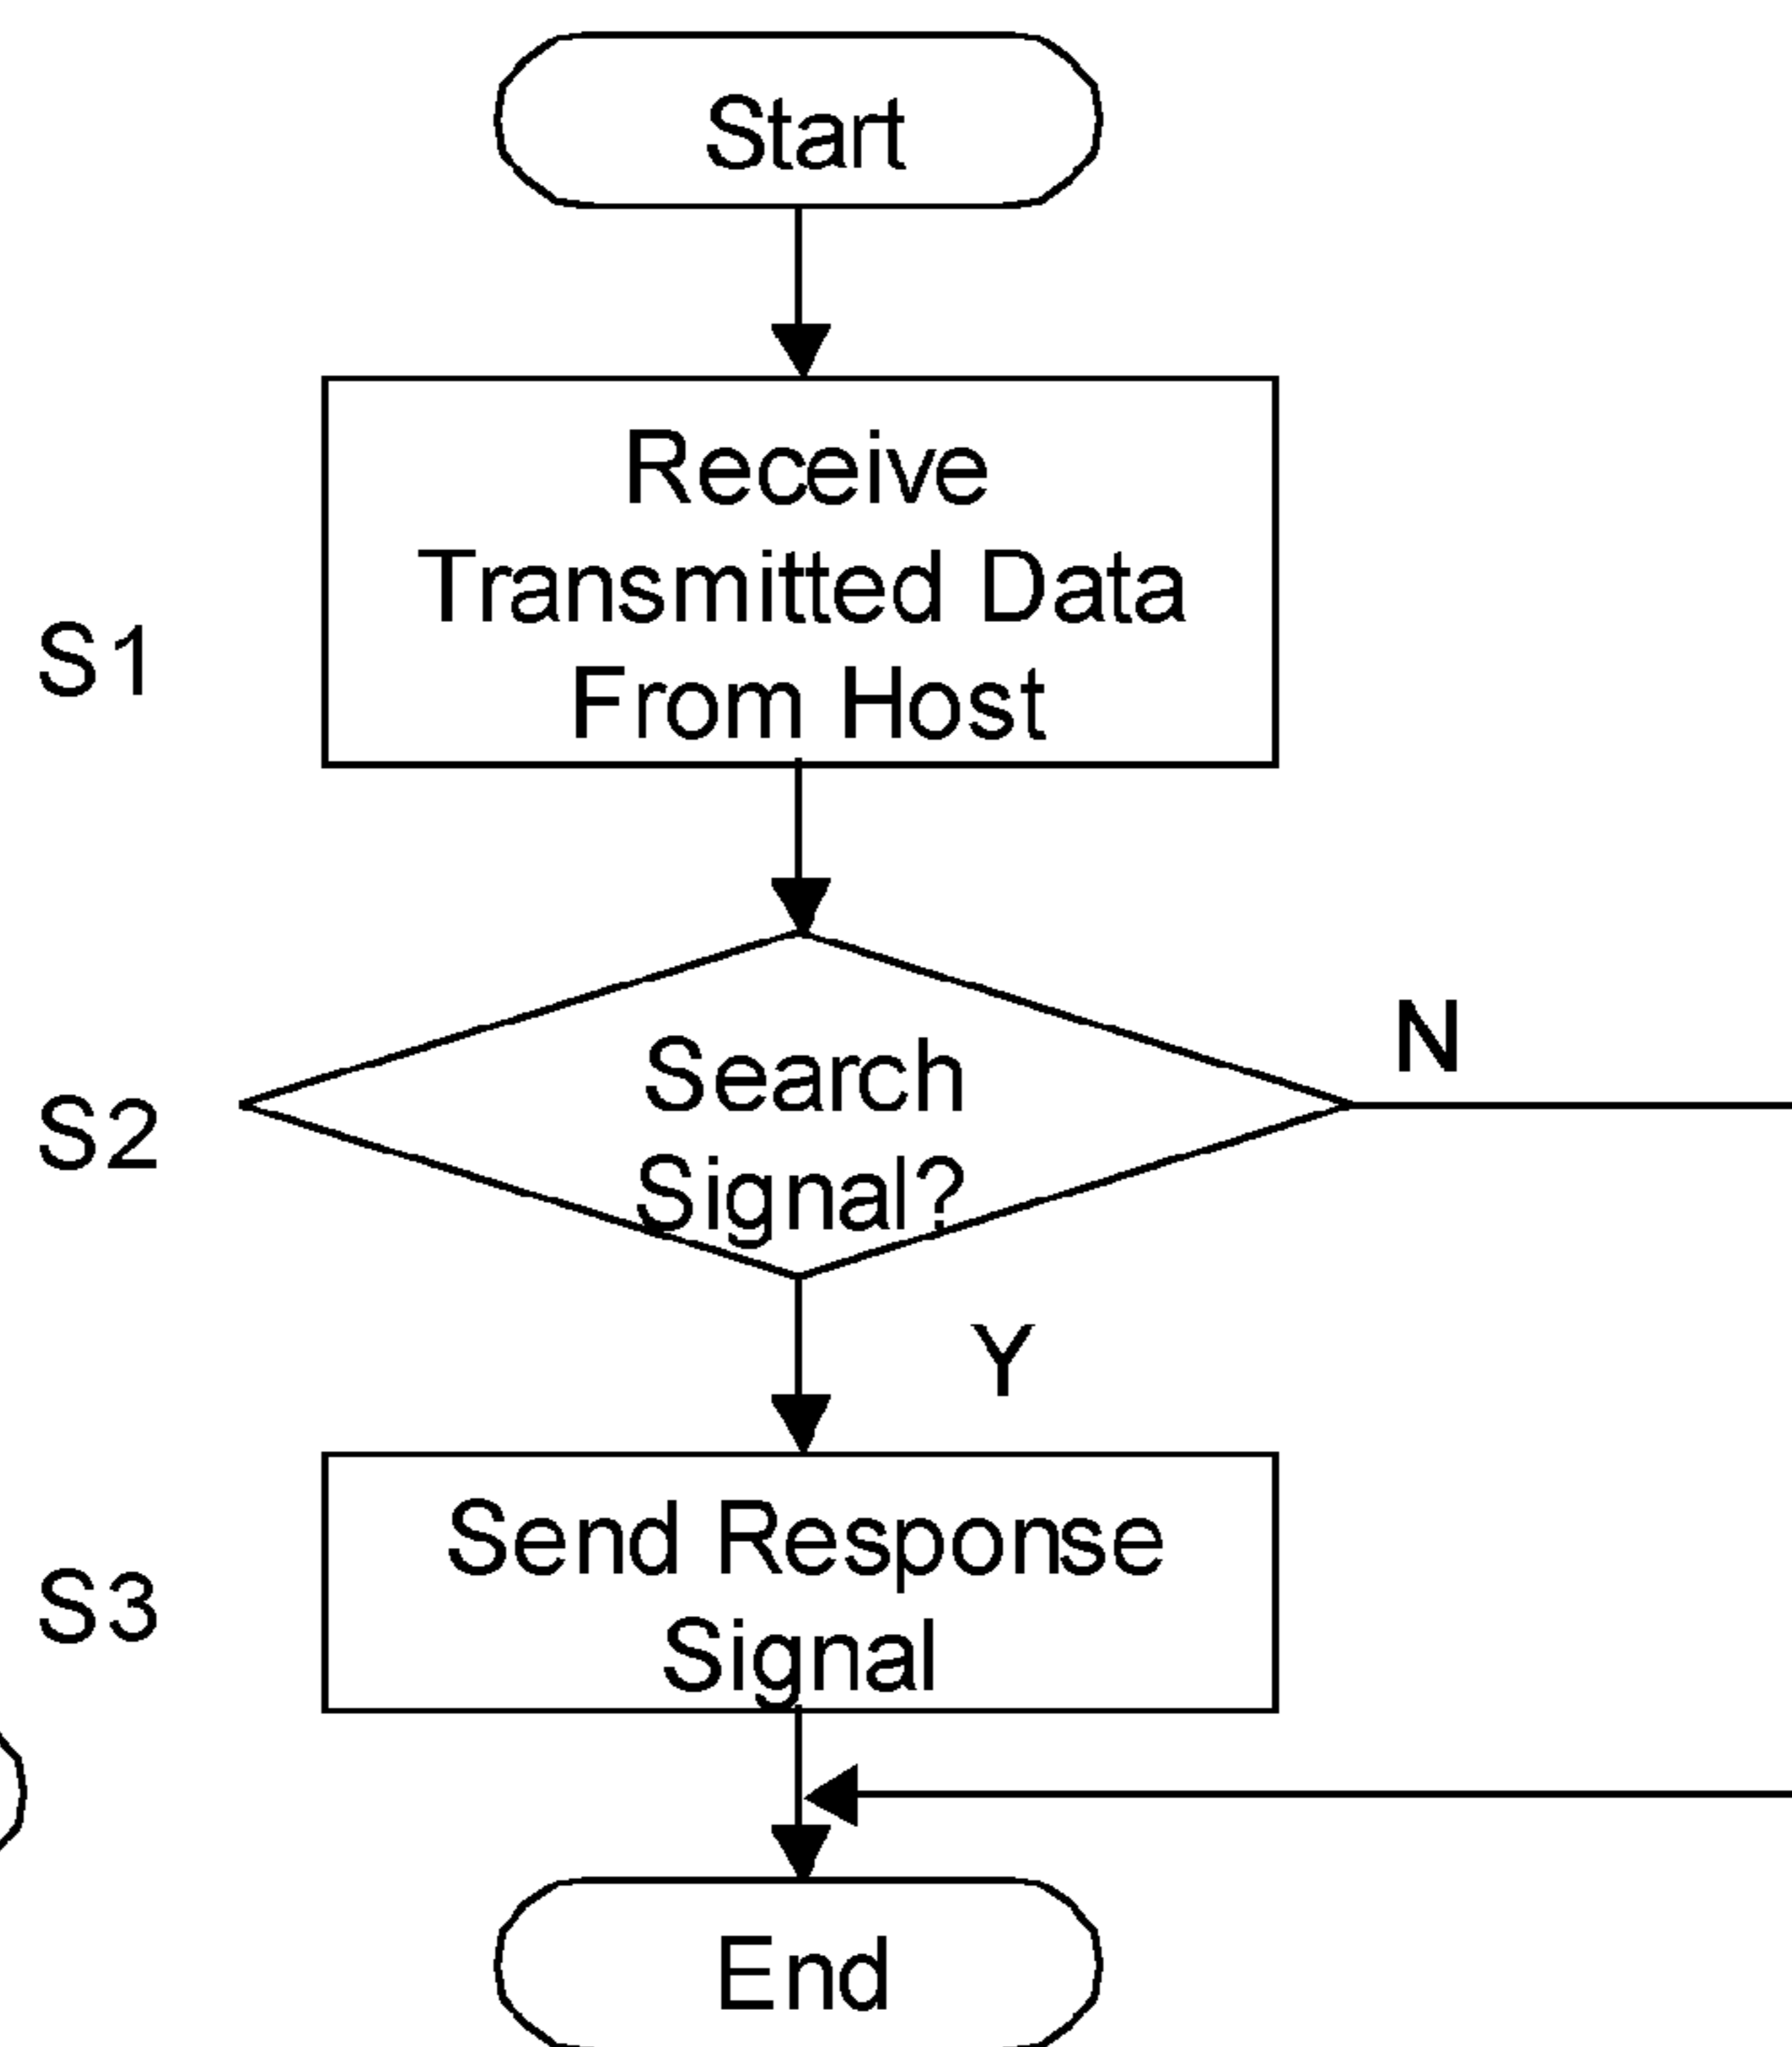 Start
Receive
Transmitted Data
From Host
S1
Search
Signal?
N
S2
Y
Send Response
Signal
S3
End